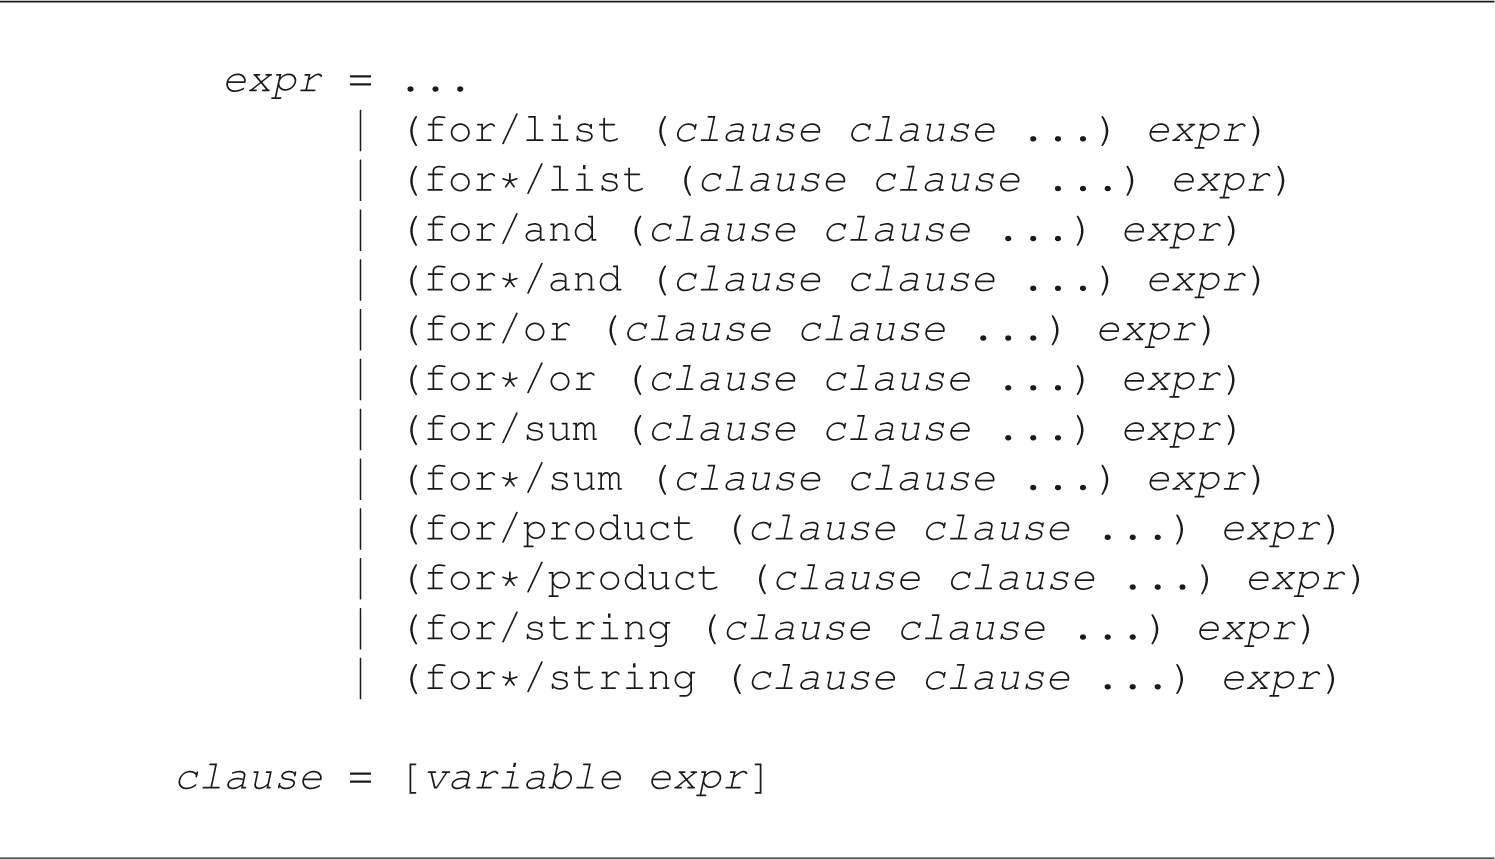 expr = ...
| (for/list (clause clause ...) expr)
| (for*/list (clause clause ...) expr)
| (for/and (clause clause ...) expr)
| (for*/and (clause clause ...) expr)
| (for/or (clause clause ...) expr)
| (for*/or (clause clause ...) expr)
| (for/sum (clause clause ...) expr)
| (for*/sum (clause clause ...) expr)
| (for/product (clause clause ...) expr)
| (for*/product (clause clause ...) expr)
| (for/string (clause clause ...) expr)
| (for*/string (clause clause ...) expr)
clause = [variable expr]